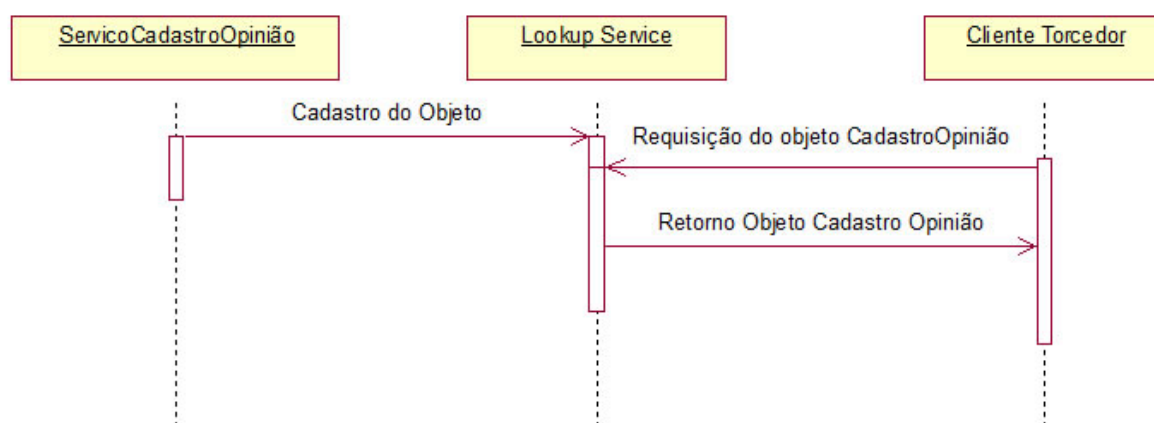 ServicoCadastroOpinião
Lookup Service
Cliente Torcedor
Cadastro do Objeto
Requisição do objeto CadastroOpinião
Retorno Objeto Cadastro Opinião